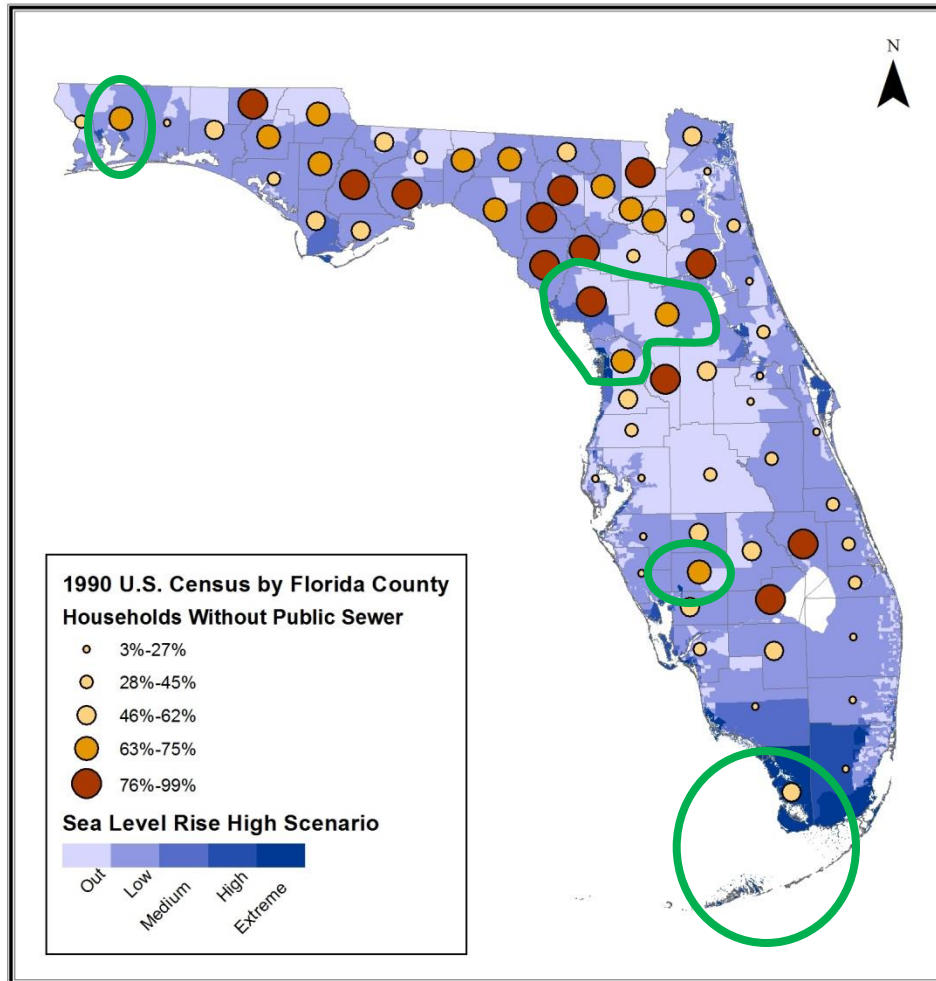 N
1990 U.S. Census by Florida County
Households Without Public Sewer
3%-27%
28%-45%
46%-62%
63%-75%
76%-99%
Sea Level Rise High Scenario
Out
Low
Medium
High
Extreme